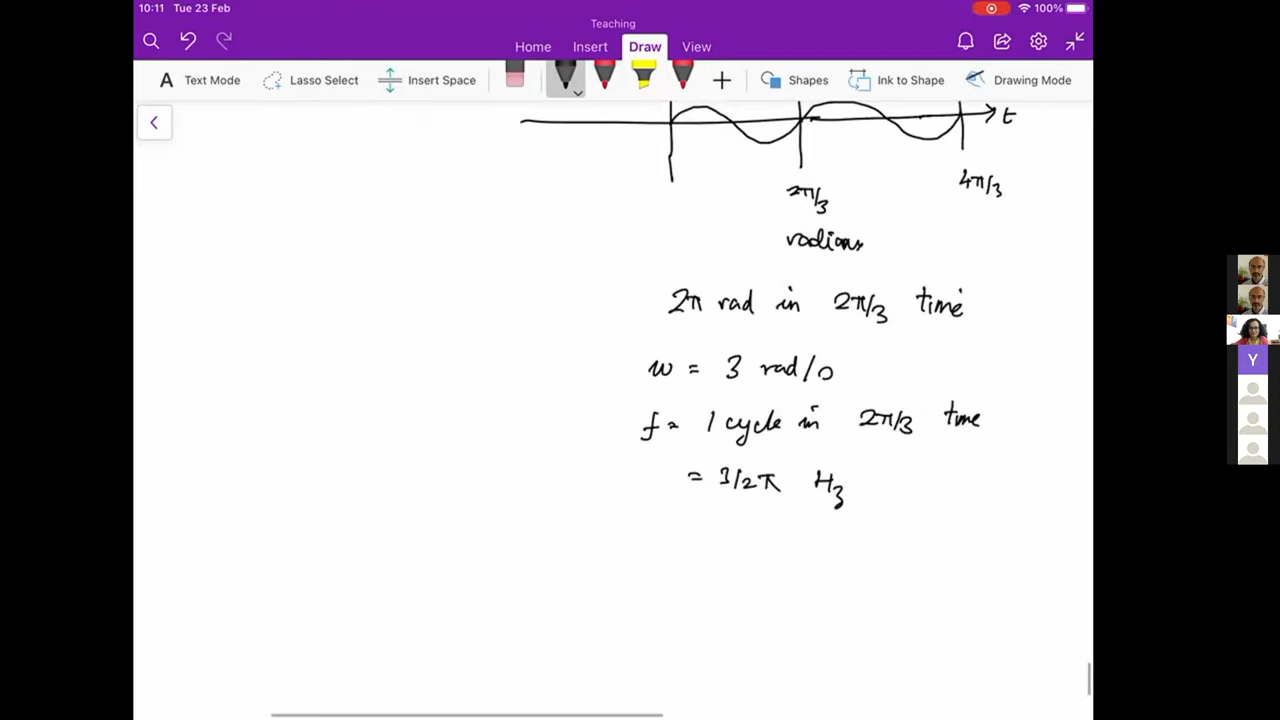 10:11 Tue 23 Feb
100%
Teaching
Home Insert Draw View
A Text Mode Lasso Select Insert Space Shapes Ink to Shape Drawing Mode
t
2π/3
4π/3
radians
2π rad in 2π/3 time
w = 3 rad/s
f = 1 cycle in 2π/3 time
= 3/2π Hz
Y